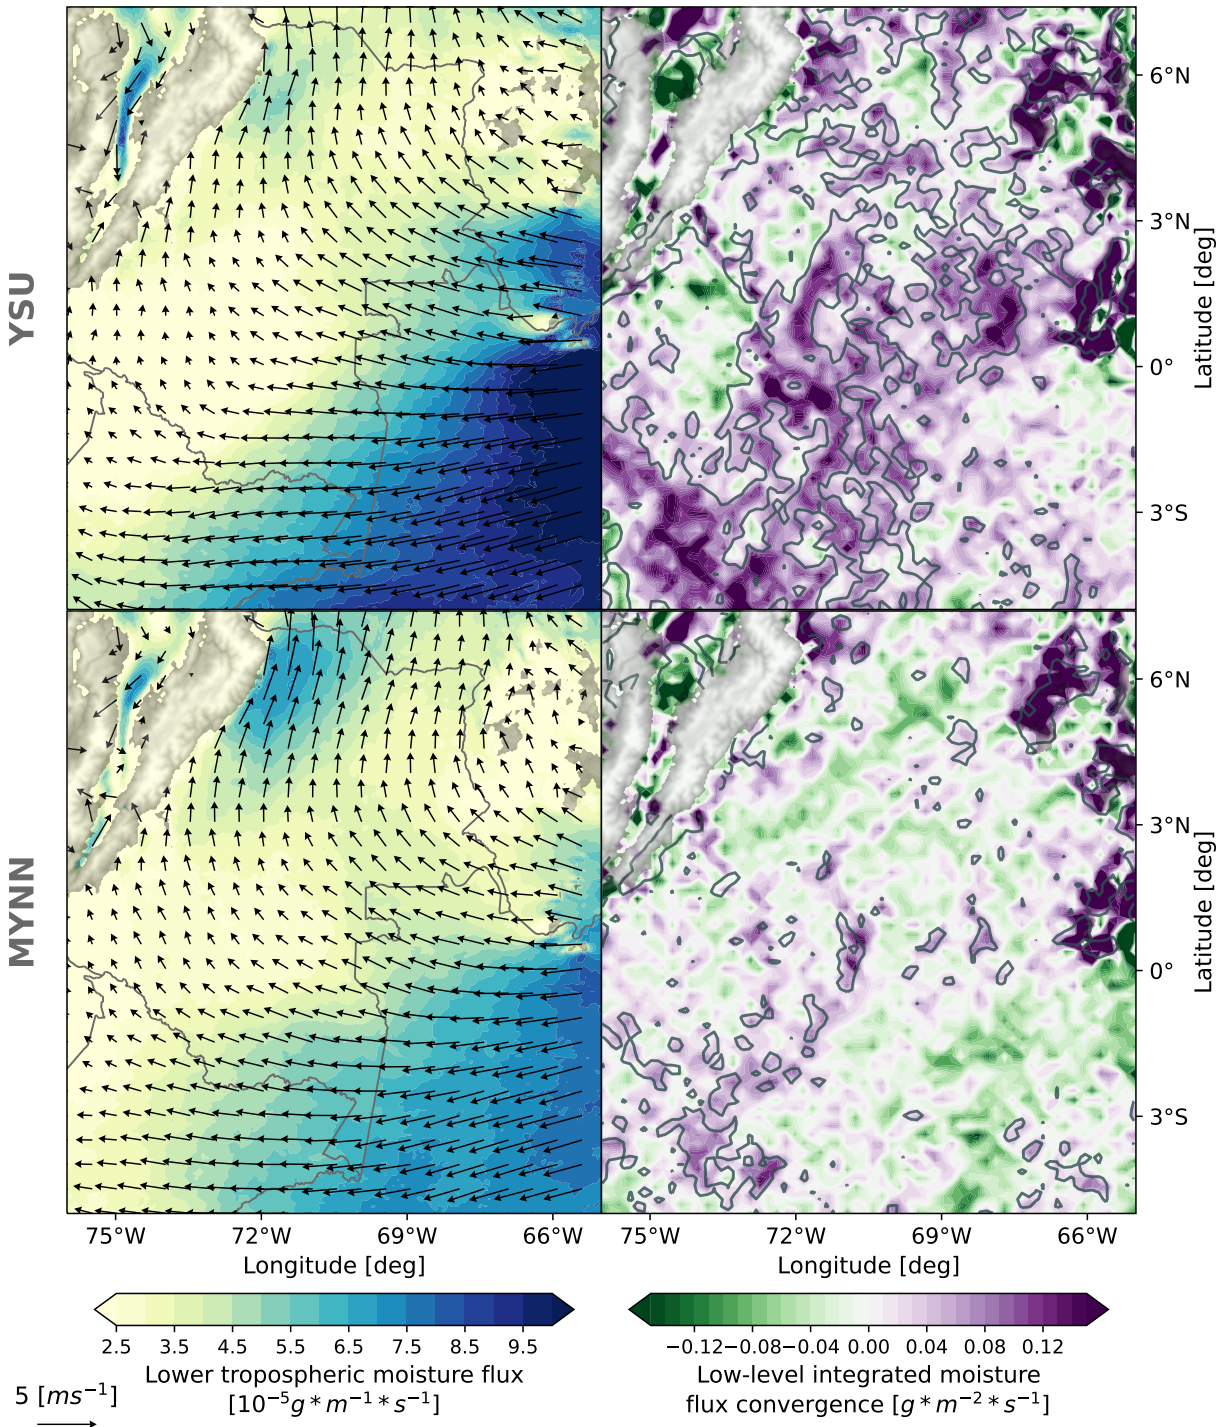 YSU
6°N
3°N
0°
3°S
Latitude [deg]
MYNN
6°N
3°N
0°
3°S
Latitude [deg]
75°W 72°W 69°W 66°W 75°W 72°W 69°W 66°W
Longitude [deg] Longitude [deg]
2.5 3.5 4.5 5.5 6.5 7.5 8.5 9.5 −0.12 −0.08 −0.04 0.00 0.04 0.08 0.12
Lower tropospheric moisture flux
[10⁻⁵g * m⁻¹ * s⁻¹]
Low-level integrated moisture
flux convergence [g * m⁻² * s⁻¹]
5 [ms⁻¹]